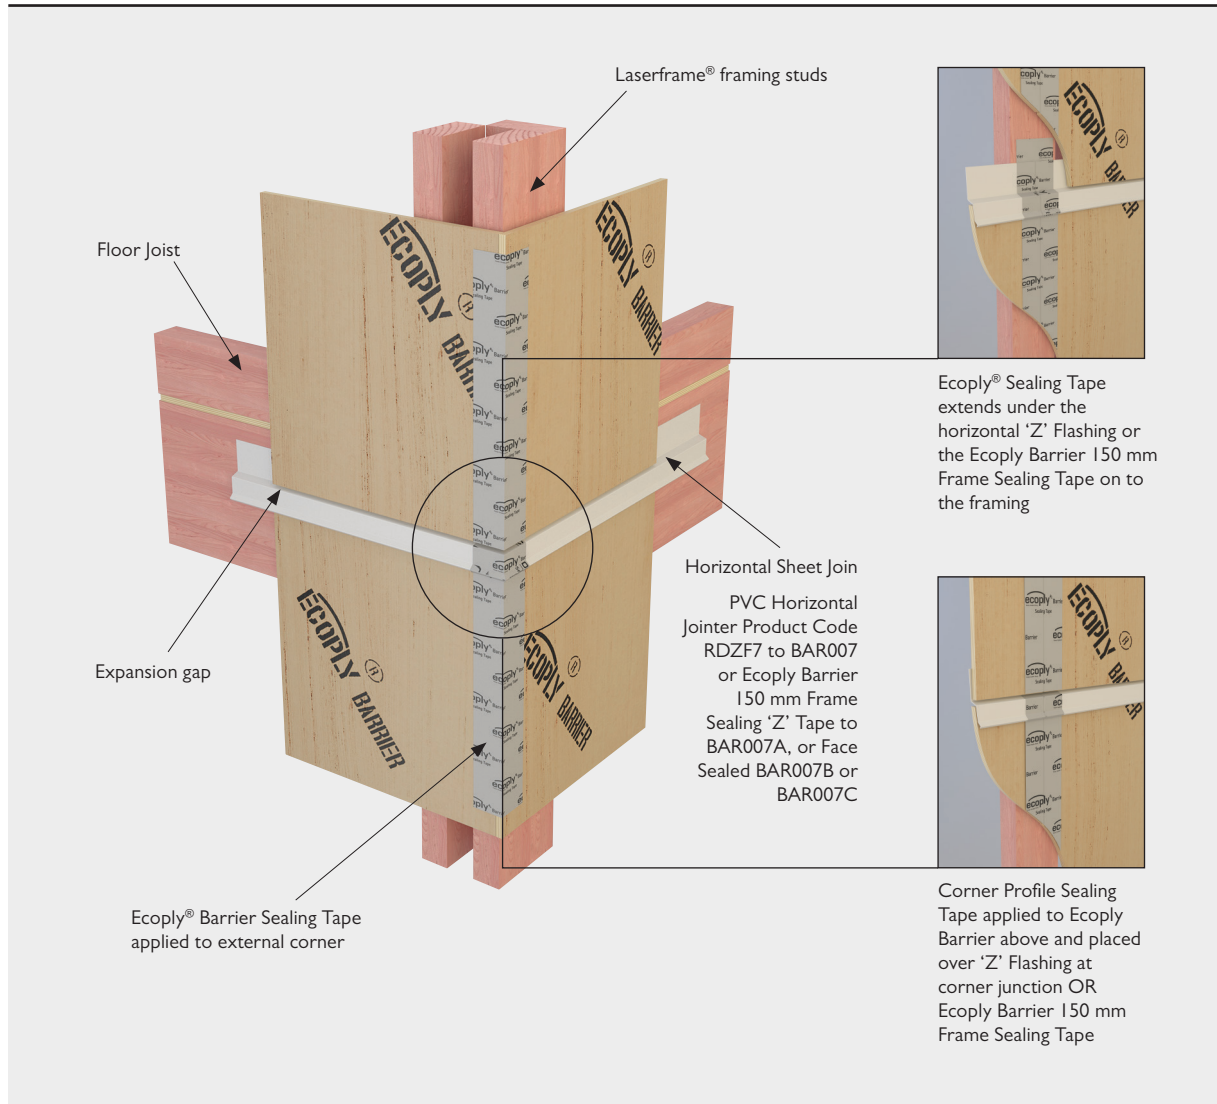 Laserframe® framing studs
Floor Joist
ECOPLY® BARRIER
ECOPLY® BARRIER
ecoply® Barrier
Sealing Tape
Ecoply® Sealing Tape
extends under the
horizontal ‘Z’ Flashing or
the Ecoply Barrier 150 mm
Frame Sealing Tape on to
the framing
Expansion gap
Horizontal Sheet Join
PVC Horizontal
Jointer Product Code
RDZF7 to BAR007
or Ecoply Barrier
150 mm Frame
Sealing ‘Z’ Tape to
BAR007A, or Face
Sealed BAR007B or
BAR007C
ECOPLY® BARRIER
ECOPLY® BARRIER
Ecoply® Barrier Sealing Tape
applied to external corner
Corner Profile Sealing
Tape applied to Ecoply
Barrier above and placed
over ‘Z’ Flashing at
corner junction OR
Ecoply Barrier 150 mm
Frame Sealing Tape